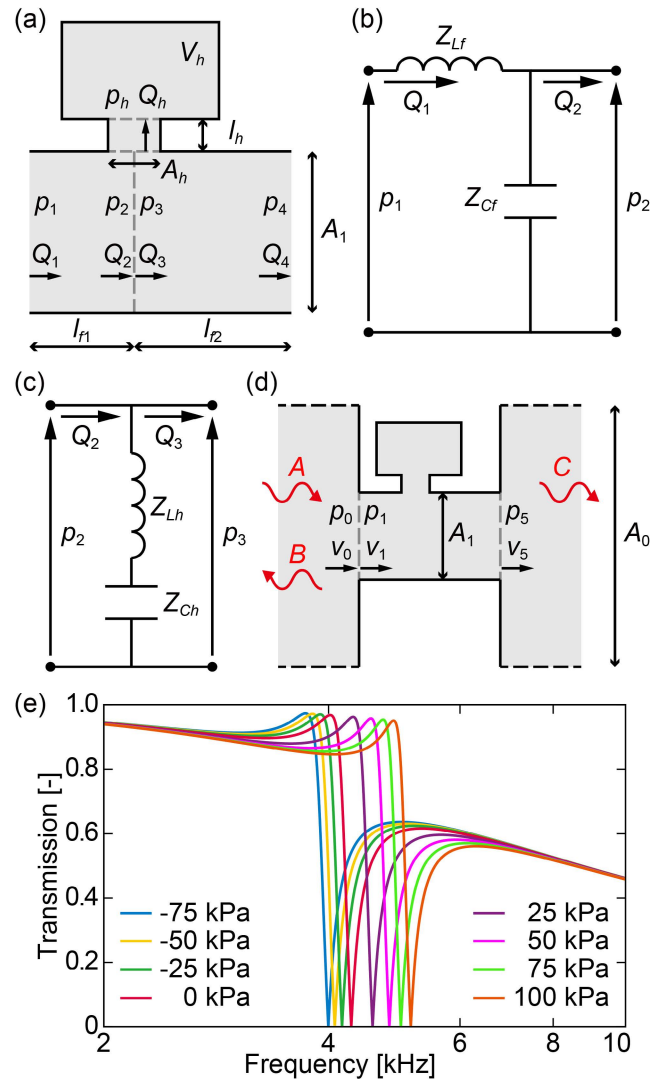 (a)
V_h
p_h Q_h
l_h
A_h
p_1 p_2 p_3 p_4
A_1
Q_1 Q_2 Q_3 Q_4
l_f1 l_f2
(b)
Z_Lf
Q_1 Q_2
p_1 Z_Cf p_2
(c)
Q_2 Q_3
Z_Lh
p_2 p_3
Z_Ch
(d)
A C
p_0 p_1 p_5
A_1 A_0
B v_0 v_1 v_5
(e)
Transmission [-]
1.0
0.8
0.6
0.4
0.2
0
-75 kPa
-50 kPa
-25 kPa
0 kPa
25 kPa
50 kPa
75 kPa
100 kPa
2 4 6 8 10
Frequency [kHz]